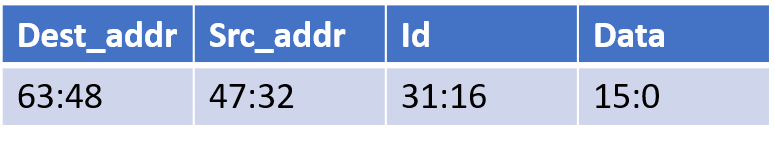 Dest_addr Src_addr Id Data
63:48 47:32 31:16 15:0